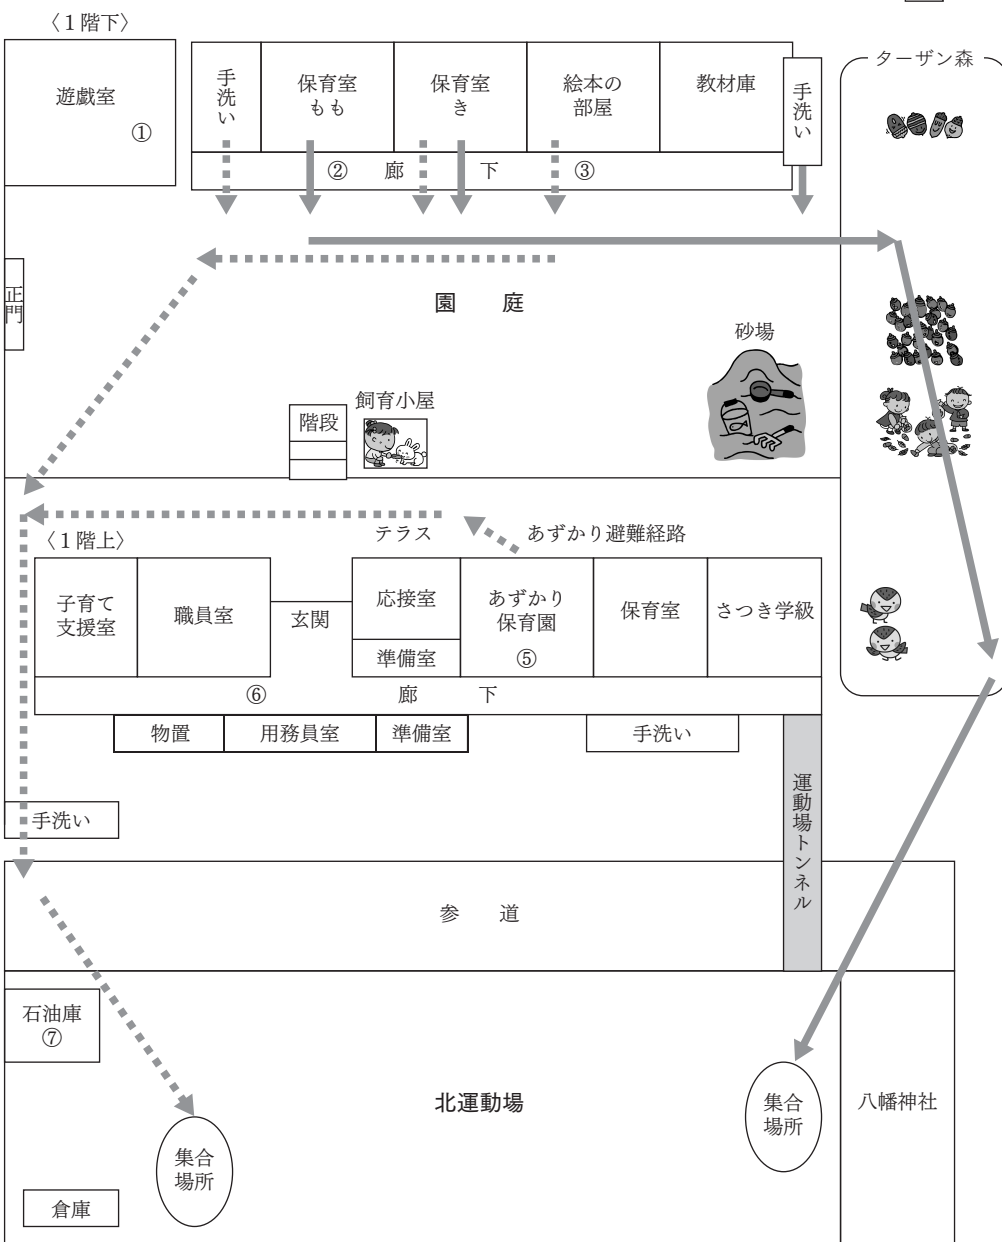 〈１階下〉
遊戯室
①
手洗い
保育室
もも
保育室
き
絵本の
部屋
教材庫
手洗い
ターザン森
②　廊　下　③
正門
園　庭
砂場
飼育小屋
階段
テラス
あずかり避難経路
〈１階上〉
子育て
支援室
職員室
玄関
応接室
準備室
あずかり
保育園
⑤
保育室
さつき学級
⑥　廊　下
物置
用務員室
準備室
手洗い
運動場トンネル
手洗い
参　道
石油庫
⑦
北運動場
集合
場所
八幡神社
集合
場所
倉庫